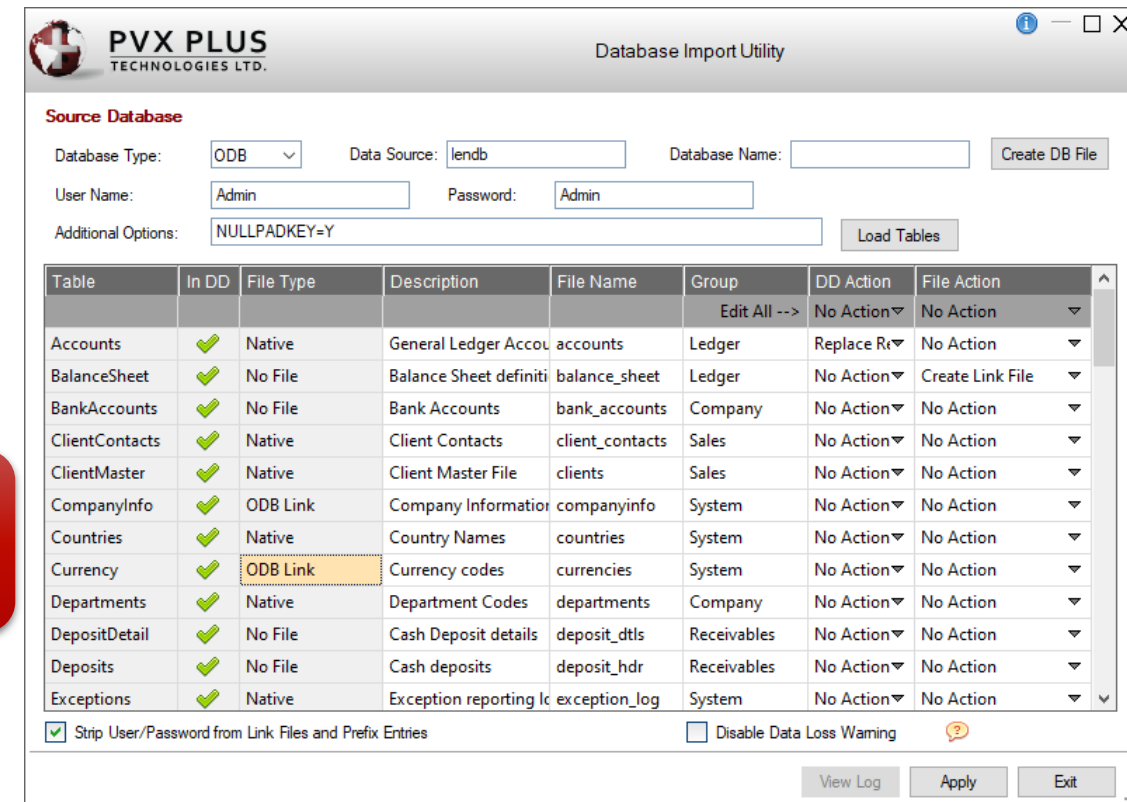 PVX PLUS
TECHNOLOGIES LTD.
Database Import Utility
Source Database
Database Type: ODB Data Source: lendb Database Name: Create DB File
User Name: Admin Password: Admin
Additional Options: NULLPADKEY=Y Load Tables
Table In DD File Type Description File Name Group DD Action File Action
Edit All --> No Action No Action
Accounts Native General Ledger Accou accounts Ledger Replace Re No Action
BalanceSheet No File Balance Sheet definiti balance_sheet Ledger No Action Create Link File
BankAccounts No File Bank Accounts bank_accounts Company No Action No Action
ClientContacts Native Client Contacts client_contacts Sales No Action No Action
ClientMaster Native Client Master File clients Sales No Action No Action
CompanyInfo ODB Link Company Information companyinfo System No Action No Action
Countries Native Country Names countries System No Action No Action
Currency ODB Link Currency codes currencies System No Action No Action
Departments Native Department Codes departments Company No Action No Action
DepositDetail No File Cash Deposit details deposit_dtls Receivables No Action No Action
Deposits No File Cash deposits deposit_hdr Receivables No Action No Action
Exceptions Native Exception reporting lo exception_log System No Action No Action
Strip User/Password from Link Files and Prefix Entries Disable Data Loss Warning ?
View Log Apply Exit